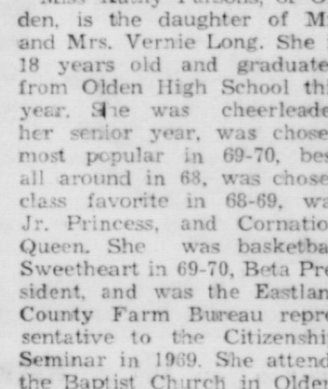 den, is the daughter of M
and Mrs. Vernie Long. She
18 years old and graduate
from Olden High School thi
year. She was cheerleade
her senior year, was chose
most popular in 69-70, bes
all around in 68, was chose
class favorite in 68-69, wa
Jr. Princess, and Cornatio
Queen. She was basketba
Sweetheart in 69-70, Beta Pre
sident, and was the Eastlan
County Farm Bureau repre
sentative to the Citizenshi
Seminar in 1969. She attend
the Baptist Church in Olde